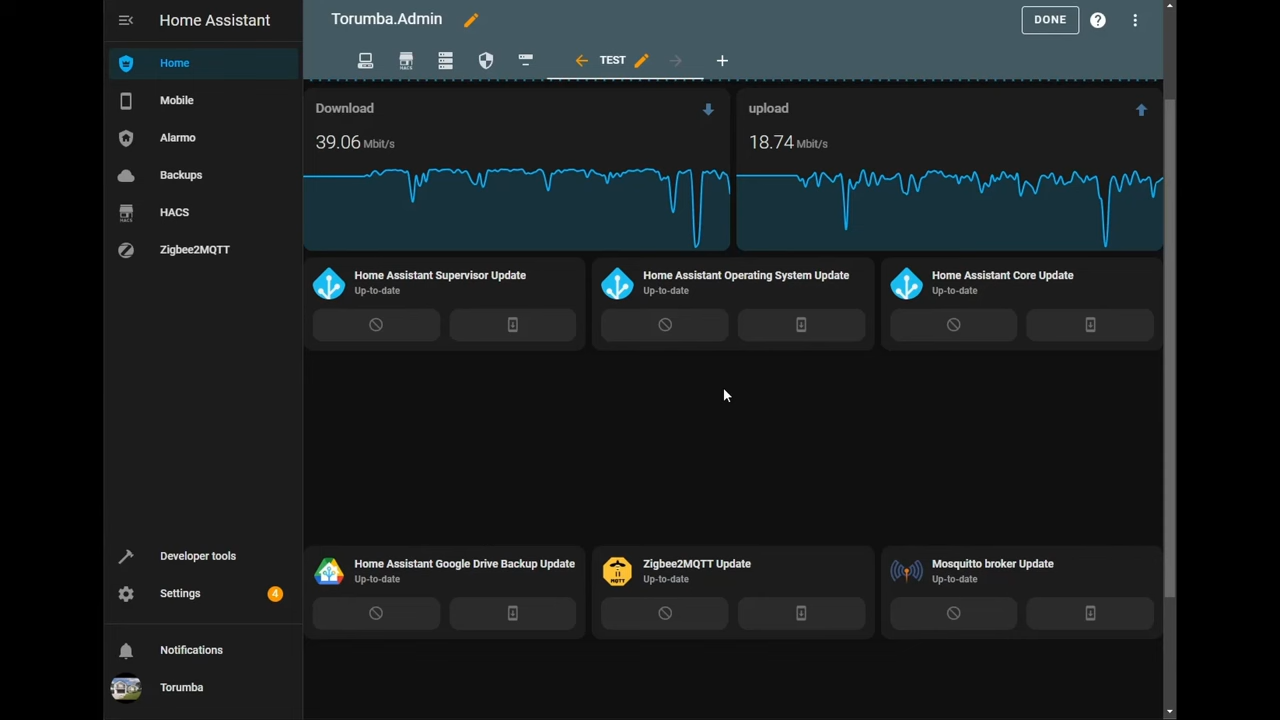 Home Assistant
Home
Mobile
Alarmo
Backups
HACS
Zigbee2MQTT
Developer tools
Settings
4
Notifications
Torumba
Torumba.Admin
DONE
HACS
TEST
Download
39.06 Mbit/s
upload
18.74 Mbit/s
Home Assistant Supervisor Update
Up-to-date
Home Assistant Operating System Update
Up-to-date
Home Assistant Core Update
Up-to-date
Home Assistant Google Drive Backup Update
Up-to-date
Zigbee2MQTT Update
Up-to-date
MQTT
Mosquitto broker Update
Up-to-date